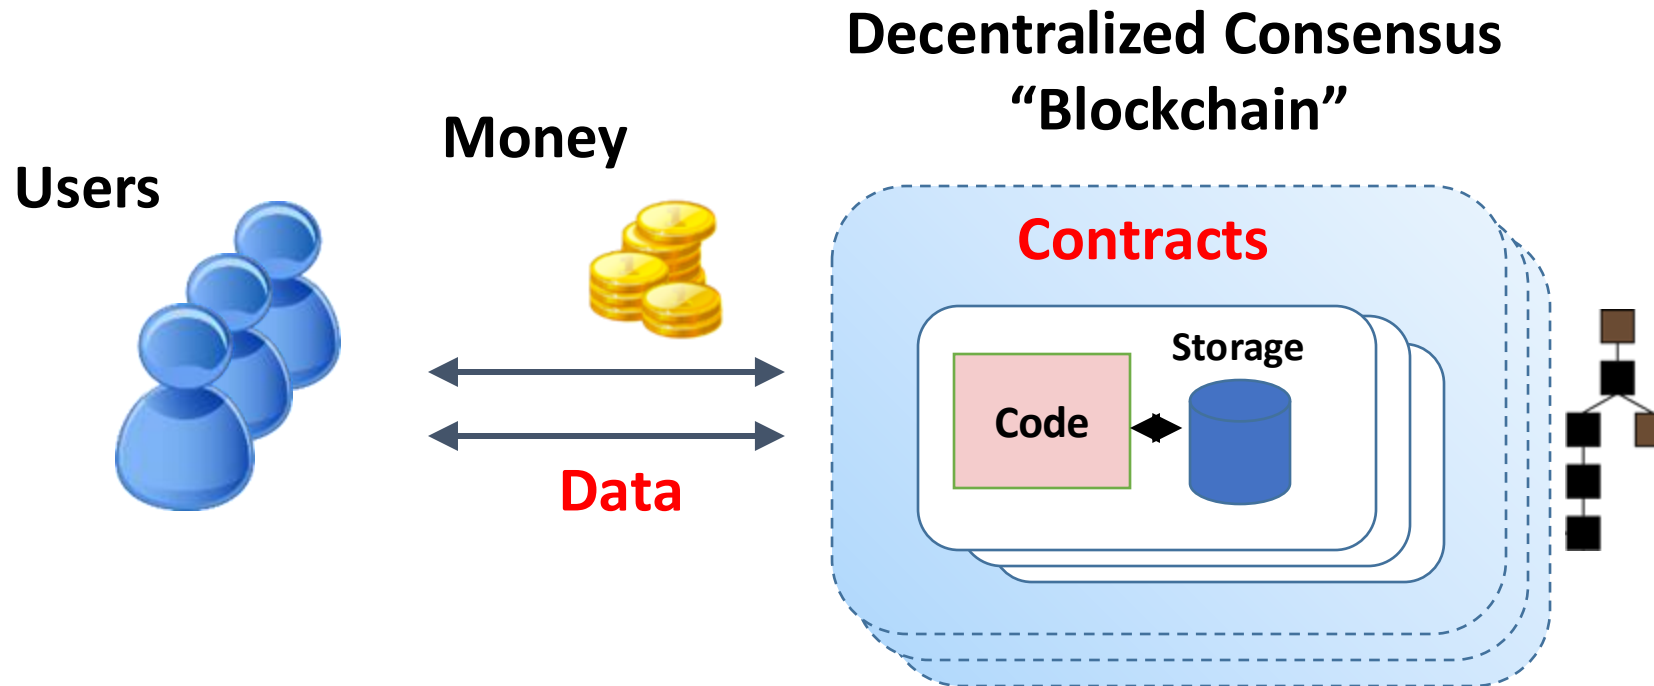 Decentralized Consensus
“Blockchain”
Money
Users
Contracts
Storage
Code
Data